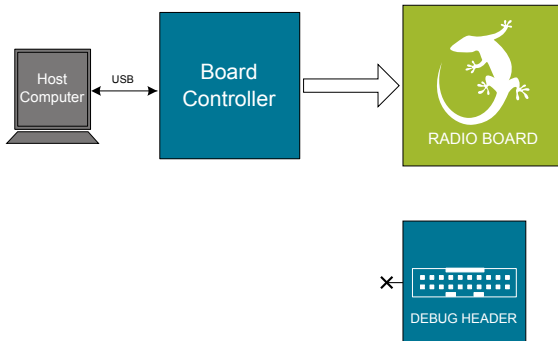 Host
Computer
USB
Board
Controller
RADIO BOARD
DEBUG HEADER